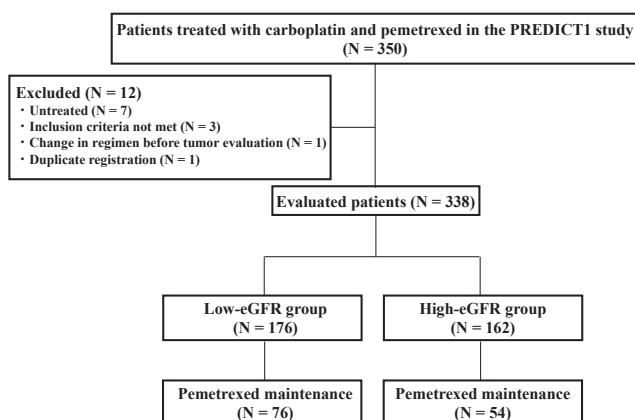 Patients treated with carboplatin and pemetrexed in the PREDICT1 study
(N = 350)
Excluded (N = 12)
・Untreated (N = 7)
・Inclusion criteria not met (N = 3)
・Change in regimen before tumor evaluation (N = 1)
・Duplicate registration (N = 1)
Evaluated patients (N = 338)
Low-eGFR group
(N = 176)
High-eGFR group
(N = 162)
Pemetrexed maintenance
(N = 76)
Pemetrexed maintenance
(N = 54)